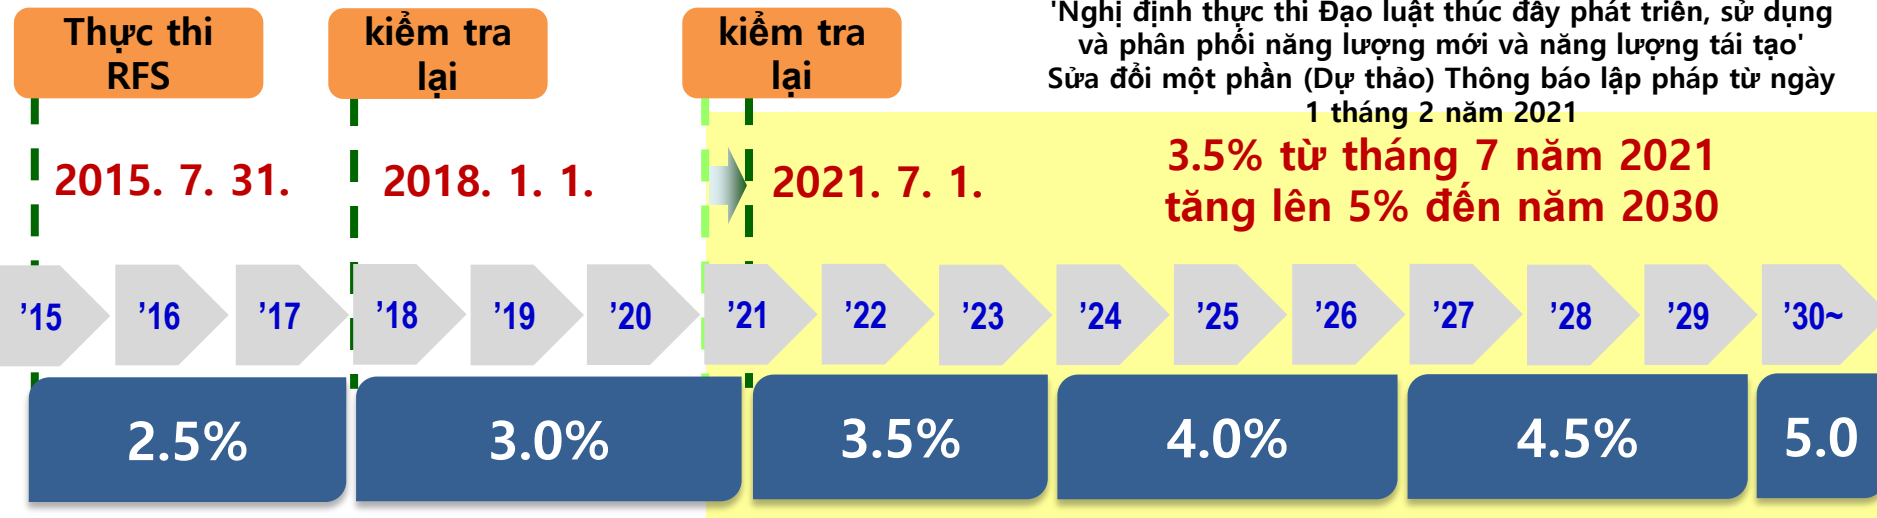 Thực thi
RFS
kiểm tra
lại
kiểm tra
lại
'Nghị định thực thi Đạo luật thúc đẩy phát triển, sử dụng
và phân phối năng lượng mới và năng lượng tái tạo'
Sửa đổi một phần (Dự thảo) Thông báo lập pháp từ ngày
1 tháng 2 năm 2021
2015. 7. 31.
2018. 1. 1.
2021. 7. 1.
3.5% từ tháng 7 năm 2021
tăng lên 5% đến năm 2030
’15 ’16 ’17 ’18 ’19 ’20 ’21 ’22 ’23 ’24 ’25 ’26 ’27 ’28 ’29 ’30~
2.5% 3.0% 3.5% 4.0% 4.5% 5.0